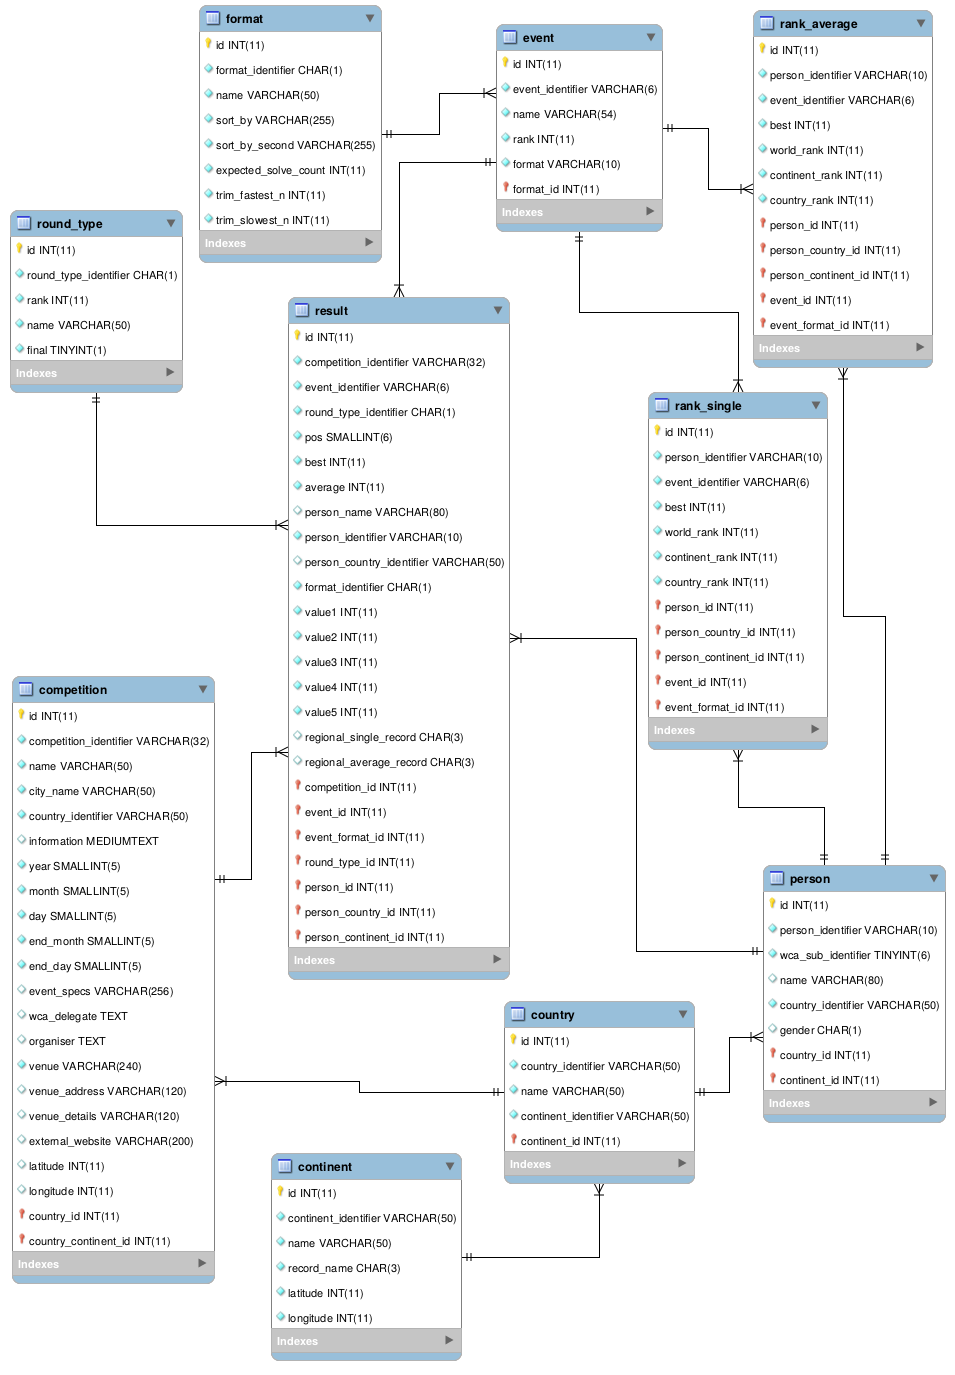 format
id INT(11)
format_identifier CHAR(1)
name VARCHAR(50)
sort_by VARCHAR(255)
sort_by_second VARCHAR(255)
expected_solve_count INT(11)
trim_fastest_n INT(11)
trim_slowest_n INT(11)
Indexes
event
id INT(11)
event_identifier VARCHAR(6)
name VARCHAR(54)
rank INT(11)
format VARCHAR(10)
format_id INT(11)
Indexes
rank_average
id INT(11)
person_identifier VARCHAR(10)
event_identifier VARCHAR(6)
best INT(11)
world_rank INT(11)
continent_rank INT(11)
country_rank INT(11)
person_id INT(11)
person_country_id INT(11)
person_continent_id INT(11)
event_id INT(11)
event_format_id INT(11)
Indexes
round_type
id INT(11)
round_type_identifier CHAR(1)
rank INT(11)
name VARCHAR(50)
final TINYINT(1)
Indexes
result
id INT(11)
competition_identifier VARCHAR(32)
event_identifier VARCHAR(6)
round_type_identifier CHAR(1)
pos SMALLINT(6)
best INT(11)
average INT(11)
person_name VARCHAR(80)
person_identifier VARCHAR(10)
person_country_identifier VARCHAR(50)
format_identifier CHAR(1)
value1 INT(11)
value2 INT(11)
value3 INT(11)
value4 INT(11)
value5 INT(11)
regional_single_record CHAR(3)
regional_average_record CHAR(3)
competition_id INT(11)
event_id INT(11)
event_format_id INT(11)
round_type_id INT(11)
person_id INT(11)
person_country_id INT(11)
person_continent_id INT(11)
Indexes
rank_single
id INT(11)
person_identifier VARCHAR(10)
event_identifier VARCHAR(6)
best INT(11)
world_rank INT(11)
continent_rank INT(11)
country_rank INT(11)
person_id INT(11)
person_country_id INT(11)
person_continent_id INT(11)
event_id INT(11)
event_format_id INT(11)
Indexes
competition
id INT(11)
competition_identifier VARCHAR(32)
name VARCHAR(50)
city_name VARCHAR(50)
country_identifier VARCHAR(50)
information MEDIUMTEXT
year SMALLINT(5)
month SMALLINT(5)
day SMALLINT(5)
end_month SMALLINT(5)
end_day SMALLINT(5)
event_specs VARCHAR(256)
wca_delegate TEXT
organiser TEXT
venue VARCHAR(240)
venue_address VARCHAR(120)
venue_details VARCHAR(120)
external_website VARCHAR(200)
latitude INT(11)
longitude INT(11)
country_id INT(11)
country_continent_id INT(11)
Indexes
person
id INT(11)
person_identifier VARCHAR(10)
wca_sub_identifier TINYINT(6)
name VARCHAR(80)
country_identifier VARCHAR(50)
gender CHAR(1)
country_id INT(11)
continent_id INT(11)
Indexes
country
id INT(11)
country_identifier VARCHAR(50)
name VARCHAR(50)
continent_identifier VARCHAR(50)
continent_id INT(11)
Indexes
continent
id INT(11)
continent_identifier VARCHAR(50)
name VARCHAR(50)
record_name CHAR(3)
latitude INT(11)
longitude INT(11)
Indexes